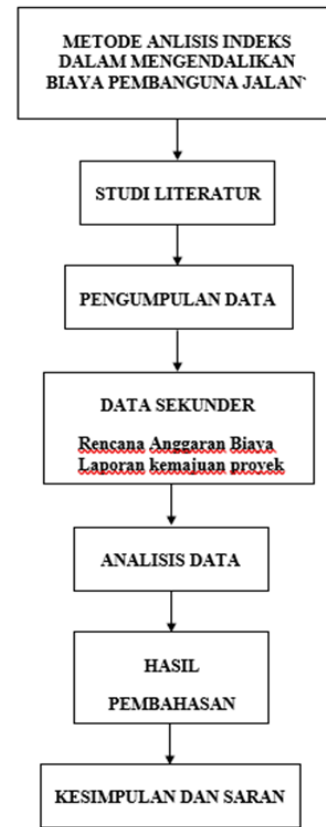 METODE ANLISIS INDEKS
DALAM MENGENDALIKAN
BIAYA PEMBANGUNA JALAN`
STUDI LITERATUR
PENGUMPULAN DATA
DATA SEKUNDER
Rencana Anggaran Biaya
Laporan kemajuan proyek
ANALISIS DATA
HASIL
PEMBAHASAN
KESIMPULAN DAN SARAN